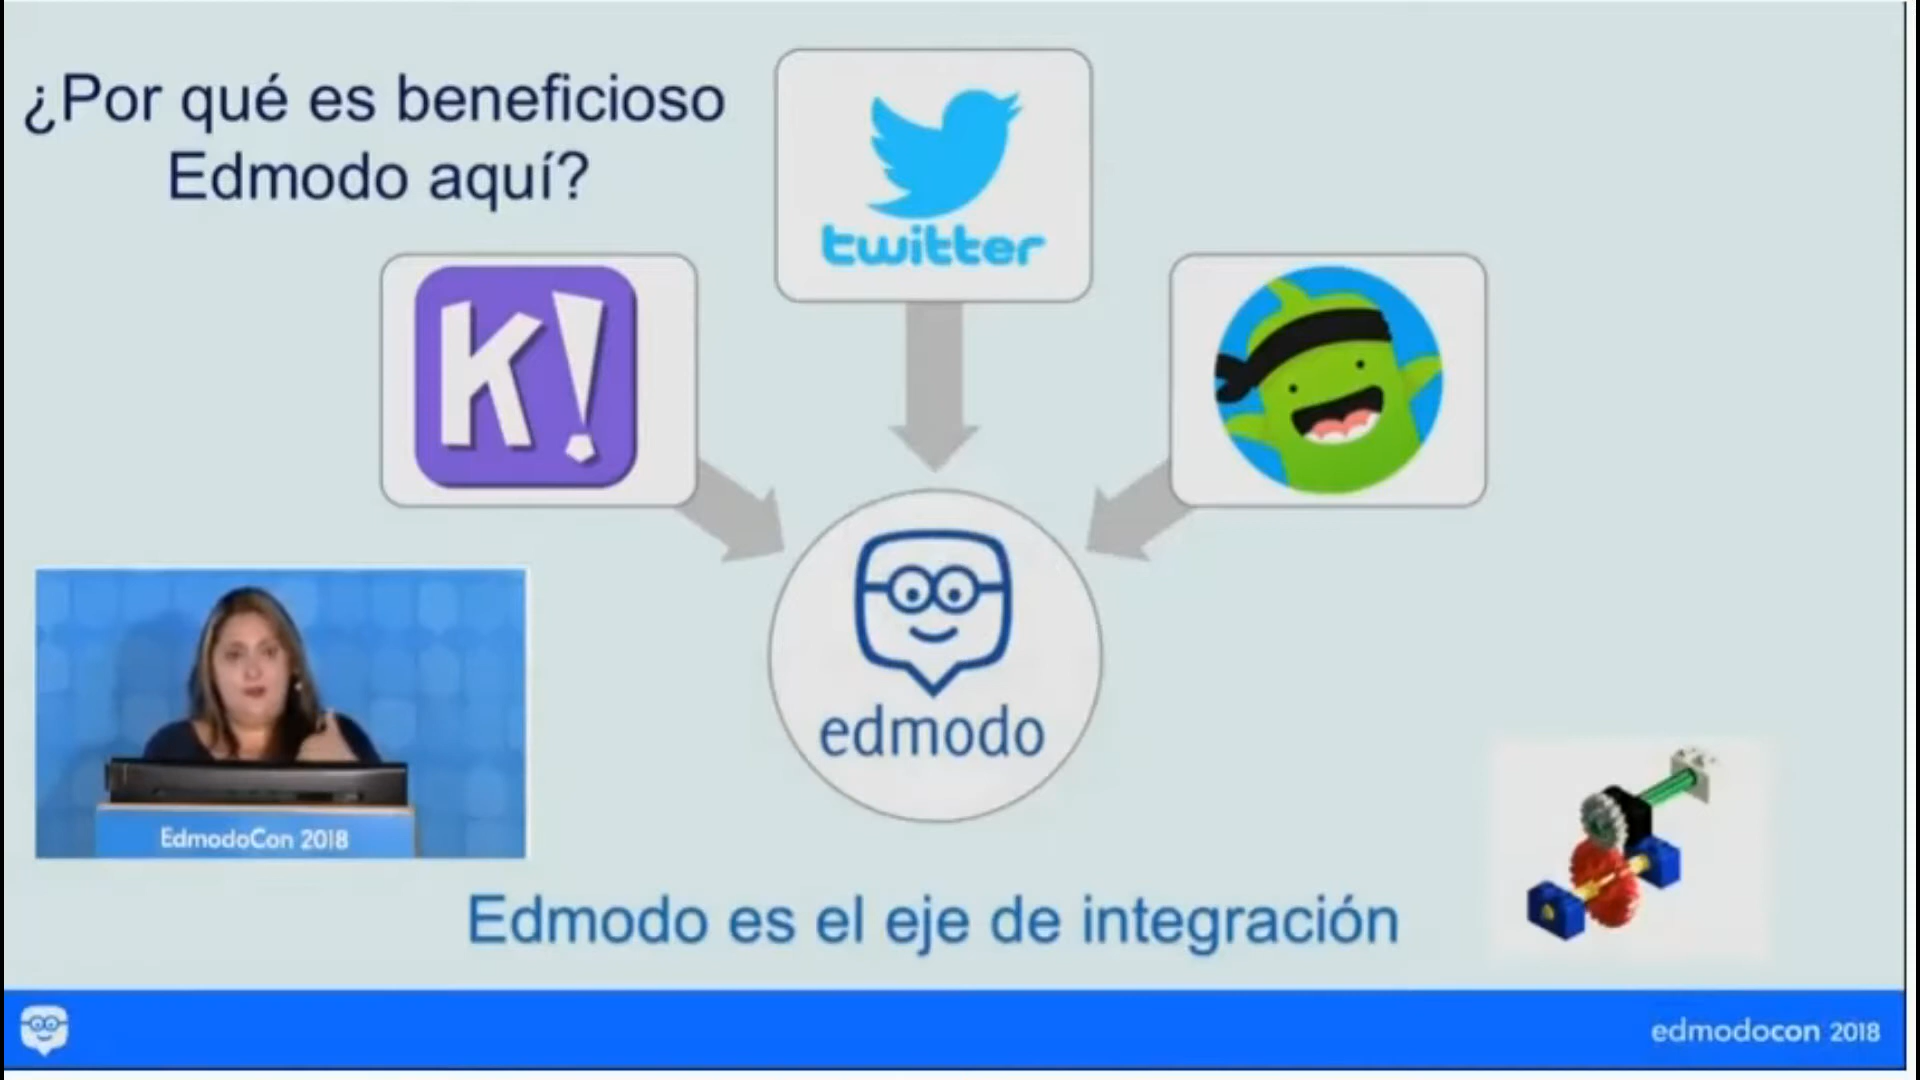 ¿Por qué es beneficioso
Edmodo aquí?
twitter
K!
edmodo
EdmodoCon 2018
Edmodo es el eje de integración
edmodocon 2018